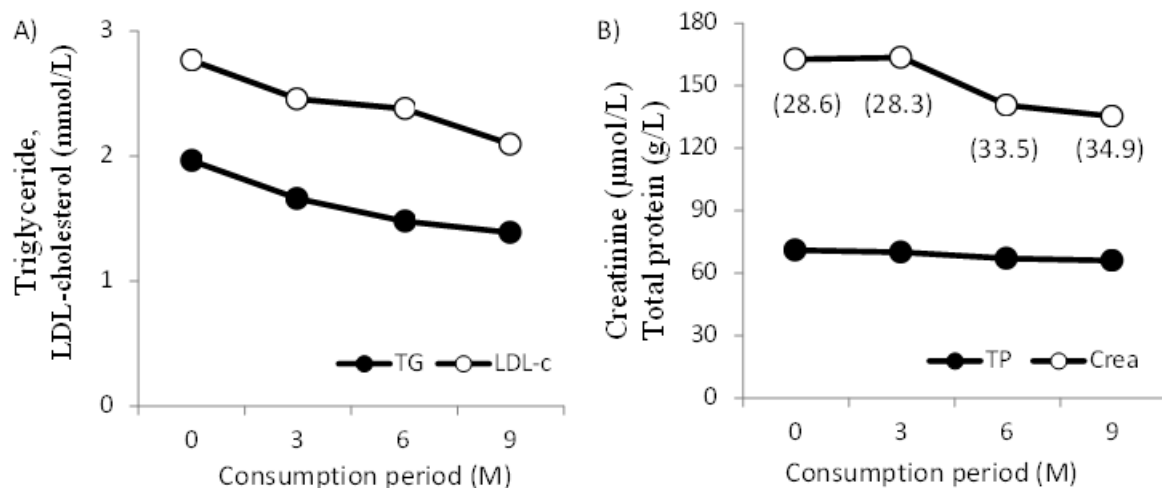 A)
Triglyceride,
LDL-cholesterol (mmol/L)
3
2
1
0
TG LDL-c
0 3 6 9
Consumption period (M)
B)
Creatinine (µmol/L)
Total protein (g/L)
180
150
120
90
60
30
0
(28.6) (28.3) (33.5) (34.9)
TP Crea
0 3 6 9
Consumption period (M)